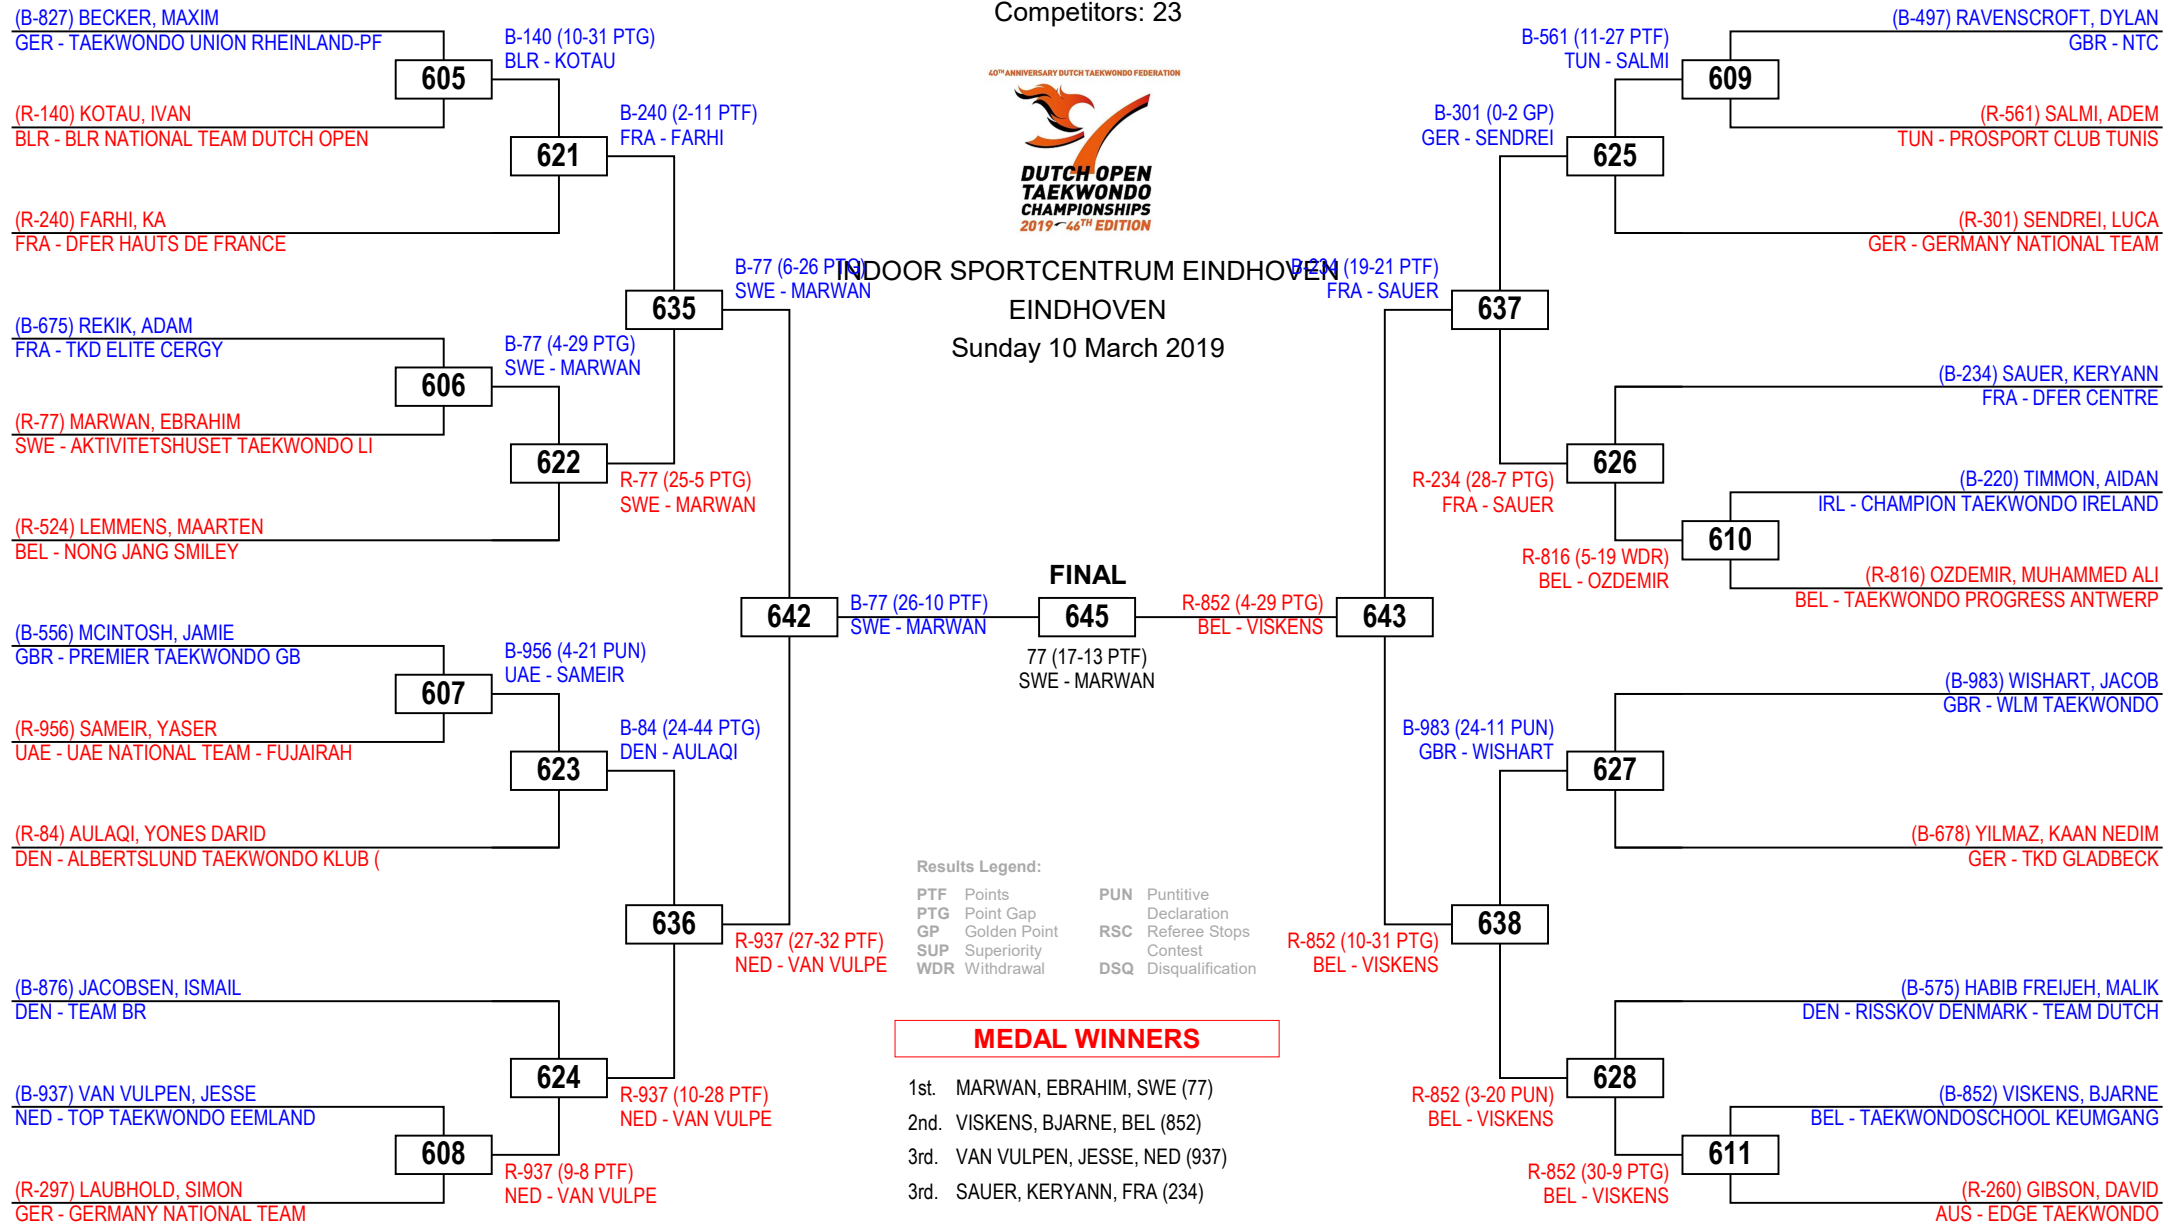 Competitors: 23
40TH ANNIVERSARY DUTCH TAEKWONDO FEDERATION
DUTCH OPEN
TAEKWONDO
CHAMPIONSHIPS
2019 46TH EDITION
INDOOR SPORTCENTRUM EINDHOVEN
EINDHOVEN
Sunday 10 March 2019
(B-827) BECKER, MAXIM
GER - TAEKWONDO UNION RHEINLAND-PF
605
(R-140) KOTAU, IVAN
BLR - BLR NATIONAL TEAM DUTCH OPEN
B-140 (10-31 PTG)
BLR - KOTAU
621
(R-240) FARHI, KA
FRA - DFER HAUTS DE FRANCE
B-240 (2-11 PTF)
FRA - FARHI
635
(B-675) REKIK, ADAM
FRA - TKD ELITE CERGY
606
(R-77) MARWAN, EBRAHIM
SWE - AKTIVITETSHUSET TAEKWONDO LI
B-77 (4-29 PTG)
SWE - MARWAN
622
(R-524) LEMMENS, MAARTEN
BEL - NONG JANG SMILEY
R-77 (25-5 PTG)
SWE - MARWAN
B-77 (6-26 PTG)
SWE - MARWAN
642
(B-556) MCINTOSH, JAMIE
GBR - PREMIER TAEKWONDO GB
607
(R-956) SAMEIR, YASER
UAE - UAE NATIONAL TEAM - FUJAIRAH
B-956 (4-21 PUN)
UAE - SAMEIR
623
(R-84) AULAQI, YONES DARID
DEN - ALBERTSLUND TAEKWONDO KLUB (
B-84 (24-44 PTG)
DEN - AULAQI
636
(B-876) JACOBSEN, ISMAIL
DEN - TEAM BR
624
(B-937) VAN VULPEN, JESSE
NED - TOP TAEKWONDO EEMLAND
608
(R-297) LAUBHOLD, SIMON
GER - GERMANY NATIONAL TEAM
R-937 (9-8 PTF)
NED - VAN VULPE
R-937 (10-28 PTF)
NED - VAN VULPE
R-937 (27-32 PTF)
NED - VAN VULPE
B-77 (26-10 PTF)
SWE - MARWAN
FINAL
645
77 (17-13 PTF)
SWE - MARWAN
R-852 (4-29 PTG)
BEL - VISKENS
643
(B-497) RAVENSCROFT, DYLAN
GBR - NTC
609
(R-561) SALMI, ADEM
TUN - PROSPORT CLUB TUNIS
B-561 (11-27 PTF)
TUN - SALMI
625
(R-301) SENDREI, LUCA
GER - GERMANY NATIONAL TEAM
B-301 (0-2 GP)
GER - SENDREI
637
B-234 (19-21 PTF)
FRA - SAUER
(B-234) SAUER, KERYANN
FRA - DFER CENTRE
626
R-234 (28-7 PTG)
FRA - SAUER
(B-220) TIMMON, AIDAN
IRL - CHAMPION TAEKWONDO IRELAND
610
R-816 (5-19 WDR)
BEL - OZDEMIR
(R-816) OZDEMIR, MUHAMMED ALI
BEL - TAEKWONDO PROGRESS ANTWERP
(B-983) WISHART, JACOB
GBR - WLM TAEKWONDO
B-983 (24-11 PUN)
GBR - WISHART
627
(B-678) YILMAZ, KAAN NEDIM
GER - TKD GLADBECK
638
R-852 (10-31 PTG)
BEL - VISKENS
(B-575) HABIB FREIJEH, MALIK
DEN - RISSKOV DENMARK - TEAM DUTCH
628
R-852 (3-20 PUN)
BEL - VISKENS
(B-852) VISKENS, BJARNE
BEL - TAEKWONDOSCHOOL KEUMGANG
611
R-852 (30-9 PTG)
BEL - VISKENS
(R-260) GIBSON, DAVID
AUS - EDGE TAEKWONDO
Results Legend:
PTF Points
PTG Point Gap
GP Golden Point
SUP Superiority
WDR Withdrawal
PUN Puntitive
Declaration
RSC Referee Stops
Contest
DSQ Disqualification
MEDAL WINNERS
1st. MARWAN, EBRAHIM, SWE (77)
2nd. VISKENS, BJARNE, BEL (852)
3rd. VAN VULPEN, JESSE, NED (937)
3rd. SAUER, KERYANN, FRA (234)